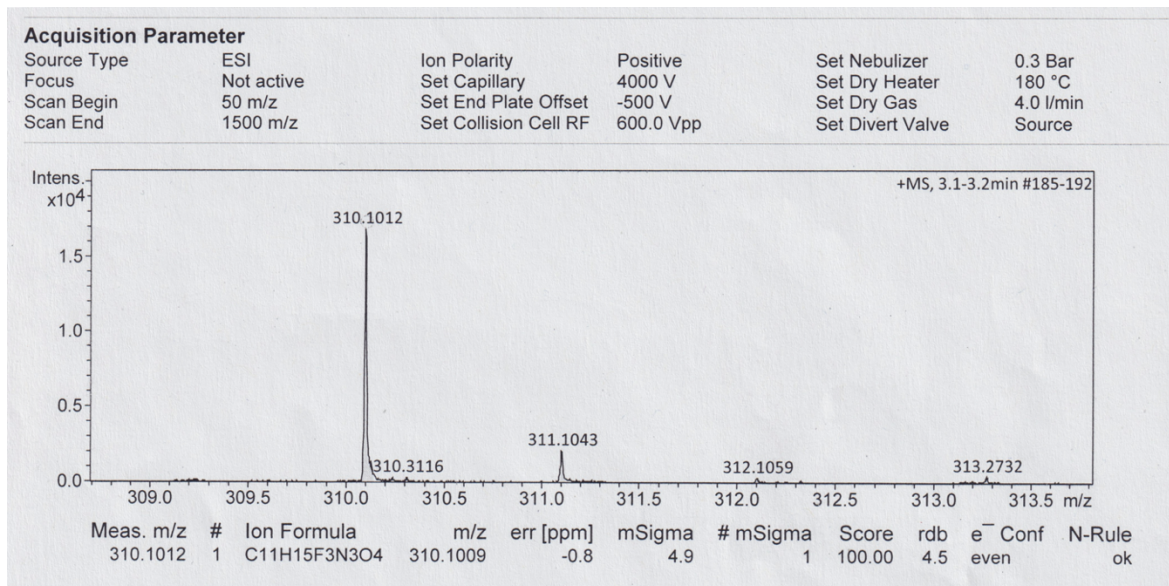 Acquisition Parameter
Source Type ESI Ion Polarity Positive Set Nebulizer 0.3 Bar
Focus Not active Set Capillary 4000 V Set Dry Heater 180 °C
Scan Begin 50 m/z Set End Plate Offset -500 V Set Dry Gas 4.0 l/min
Scan End 1500 m/z Set Collision Cell RF 600.0 Vpp Set Divert Valve Source
Intens.
x10⁴
+MS, 3.1-3.2min #185-192
310.1012
1.5
1.0
0.5
311.1043
310.3116
312.1059
313.2732
0.0
309.0 309.5 310.0 310.5 311.0 311.5 312.0 312.5 313.0 313.5 m/z
Meas. m/z # Ion Formula m/z err [ppm] mSigma # mSigma Score rdb e⁻ Conf N-Rule
310.1012 1 C11H15F3N3O4 310.1009 -0.8 4.9 1 100.00 4.5 even ok